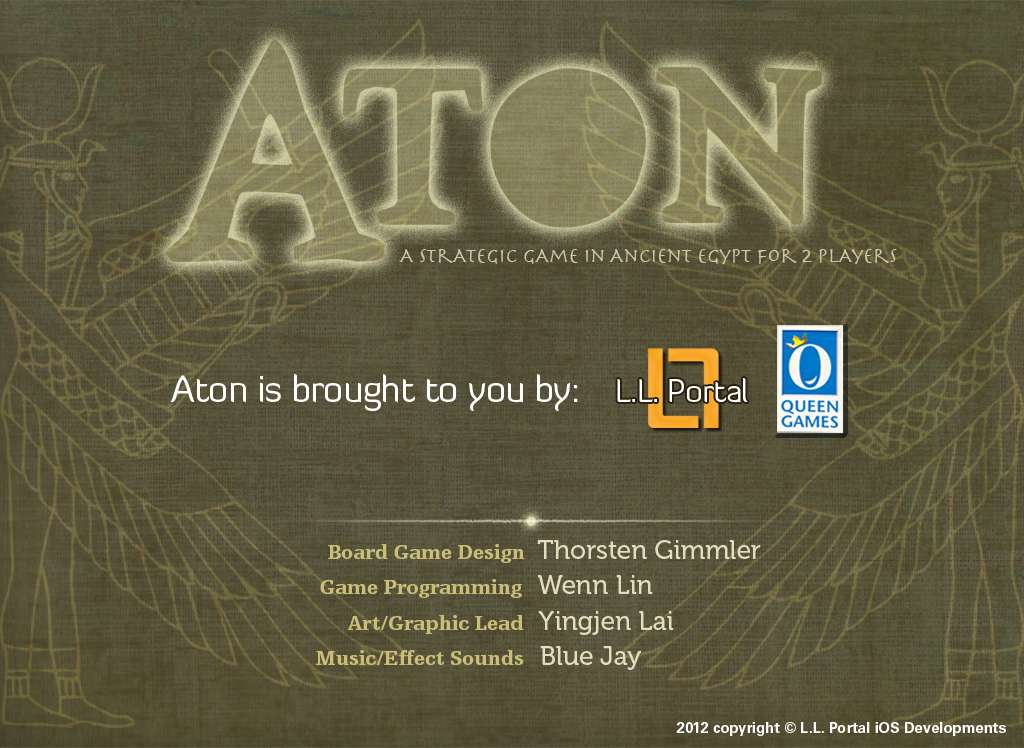 ATON
A STRATEGIC GAME IN ANCIENT EGYPT FOR 2 PLAYERS
Aton is brought to you by:
L.L. Portal
Q
QUEEN
GAMES
Board Game Design Thorsten Gimmler
Game Programming Wenn Lin
Art/Graphic Lead Yingjen Lai
Music/Effect Sounds Blue Jay
2012 copyright © L.L. Portal iOS Developments